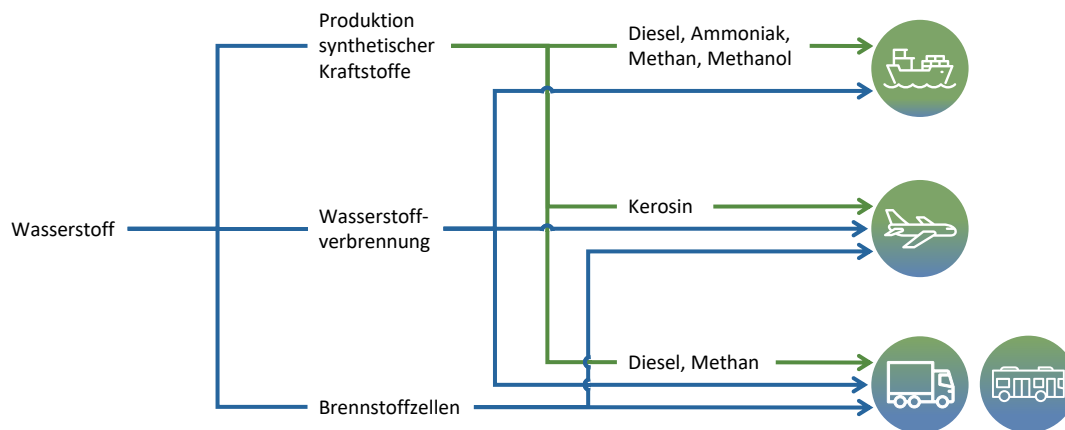 Produktion
synthetischer
Kraftstoffe
Diesel, Ammoniak,
Methan, Methanol
Wasserstoff
Wasserstoff-
verbrennung
Kerosin
Diesel, Methan
Brennstoffzellen